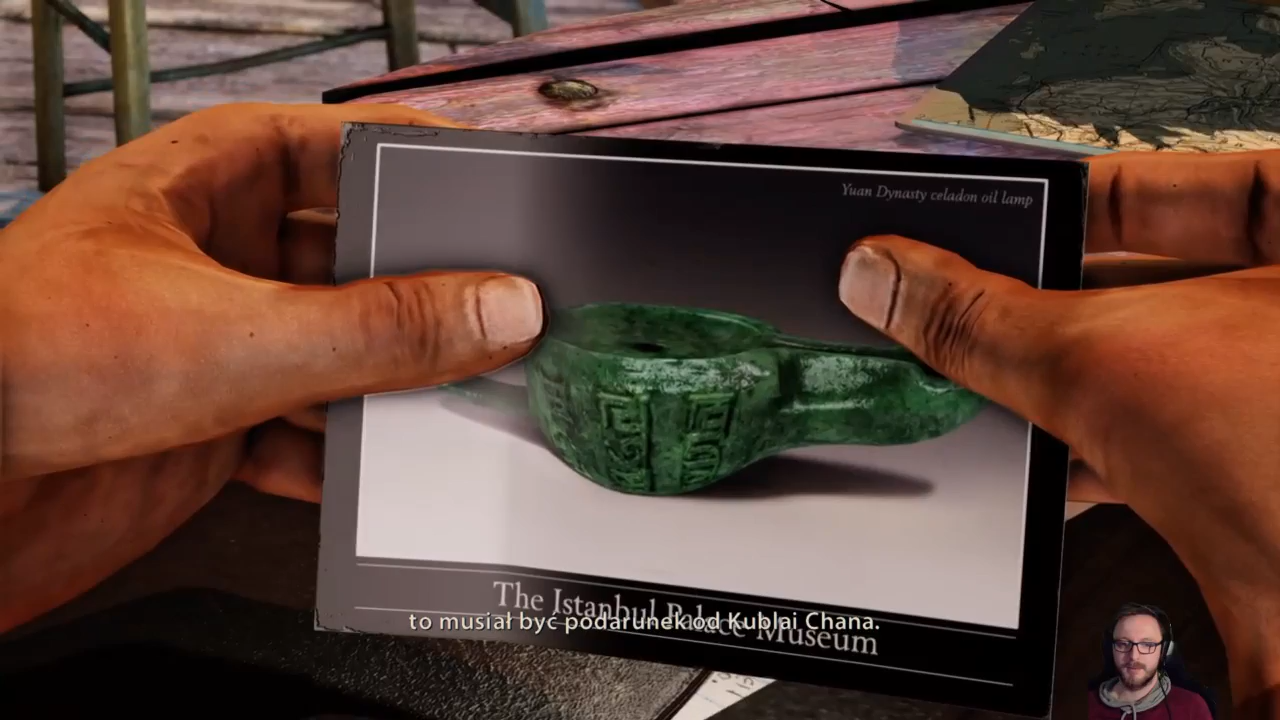 Yuan Dynasty celadon oil lamp
The Istanbul Palace Museum
to musiał być podarunek od Kublai Chana.